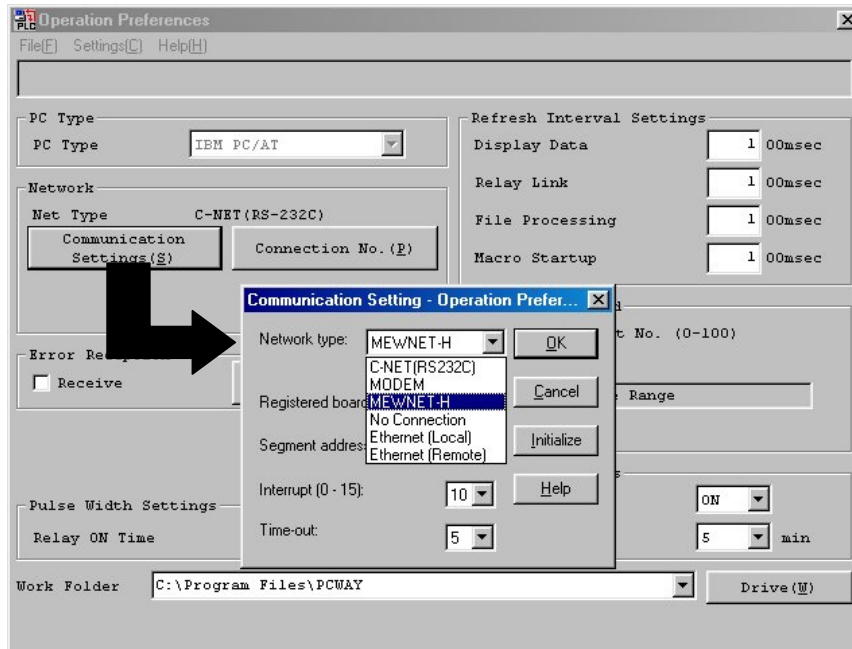 PLC Operation Preferences
File(F) Settings(C) Help(H)
PC Type
PC Type IBM PC/AT
Network
Net Type C-NET(RS-232C)
Communication
Settings(S)
Connection No.(P)
Error
Receive
Pulse Width Settings
Relay ON Time
Refresh Interval Settings
Display Data 1 00msec
Relay Link 1 00msec
File Processing 1 00msec
Macro Startup 1 00msec
No. (0-100)
Range
ON
5 min
Work Folder C:\Program Files\PCWAY Drive(W)
Communication Setting - Operation Prefer...
Network type: MEWNET-H OK
C-NET(RS232C)
MODEM
MEWNET-H
No Connection
Ethernet (Local)
Ethernet (Remote)
Registered board
Cancel
Segment address
Initialize
Interrupt (0 - 15): 10 Help
Time-out: 5